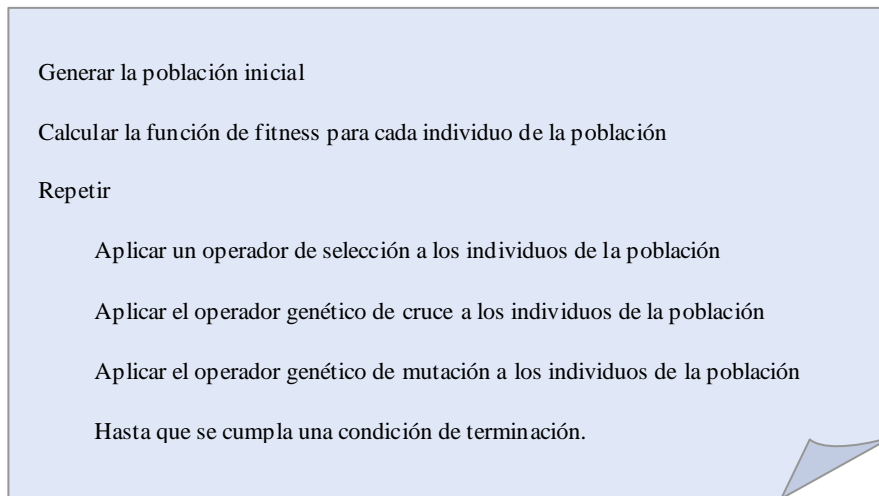 Generar la población inicial
Calcular la función de fitness para cada individuo de la población
Repetir
Aplicar un operador de selección a los individuos de la población
Aplicar el operador genético de cruce a los individuos de la población
Aplicar el operador genético de mutación a los individuos de la población
Hasta que se cumpla una condición de terminación.